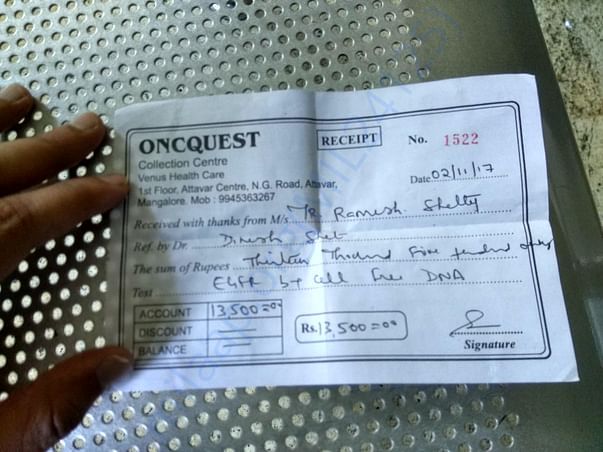 ONCQUEST
RECEIPT
No. 1522
Collection Centre
Venus Health Care
1st Floor, Attavar Centre, N.G. Road, Attavar,
Mangalore. Mob : 9945363267
Date 02/11/17
Received with thanks from M/s. Mr. Ramesh Shetty
Ref. by Dr. Dinesh Shet
The sum of Rupees Thirteen Thousand Five hundred only
Test EGFR by Cell Free DNA
ACCOUNT 13,500=00
DISCOUNT —
BALANCE
Rs. 13,500=00
Signature